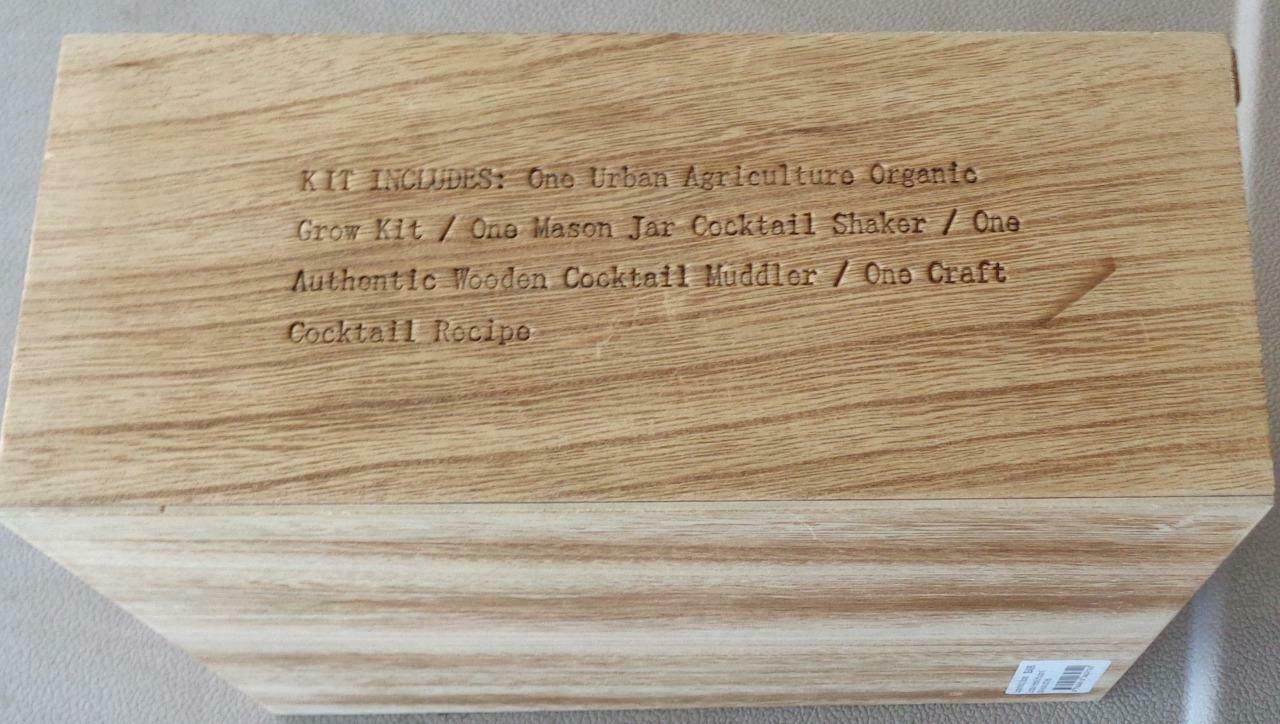 KIT INCLUDES: One Urban Agriculture Organic
Grow Kit / One Mason Jar Cocktail Shaker / One
Authentic Wooden Cocktail Muddler / One Craft
Cocktail Recipe